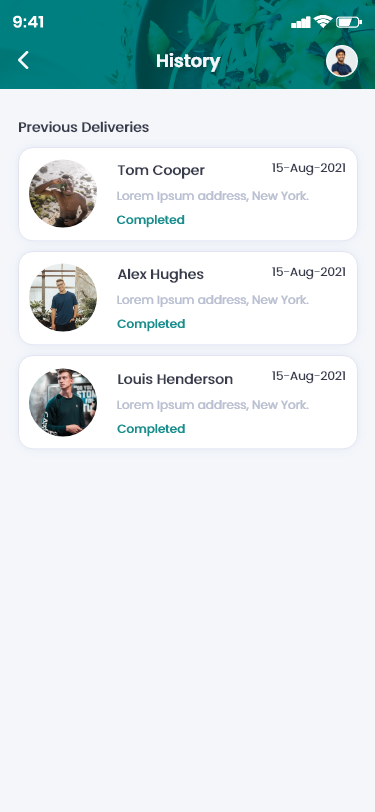 9:41
History
Previous Deliveries
Tom Cooper
15-Aug-2021
Lorem Ipsum address, New York.
Completed
Alex Hughes
15-Aug-2021
Lorem Ipsum address, New York.
Completed
Louis Henderson
15-Aug-2021
Lorem Ipsum address, New York.
Completed